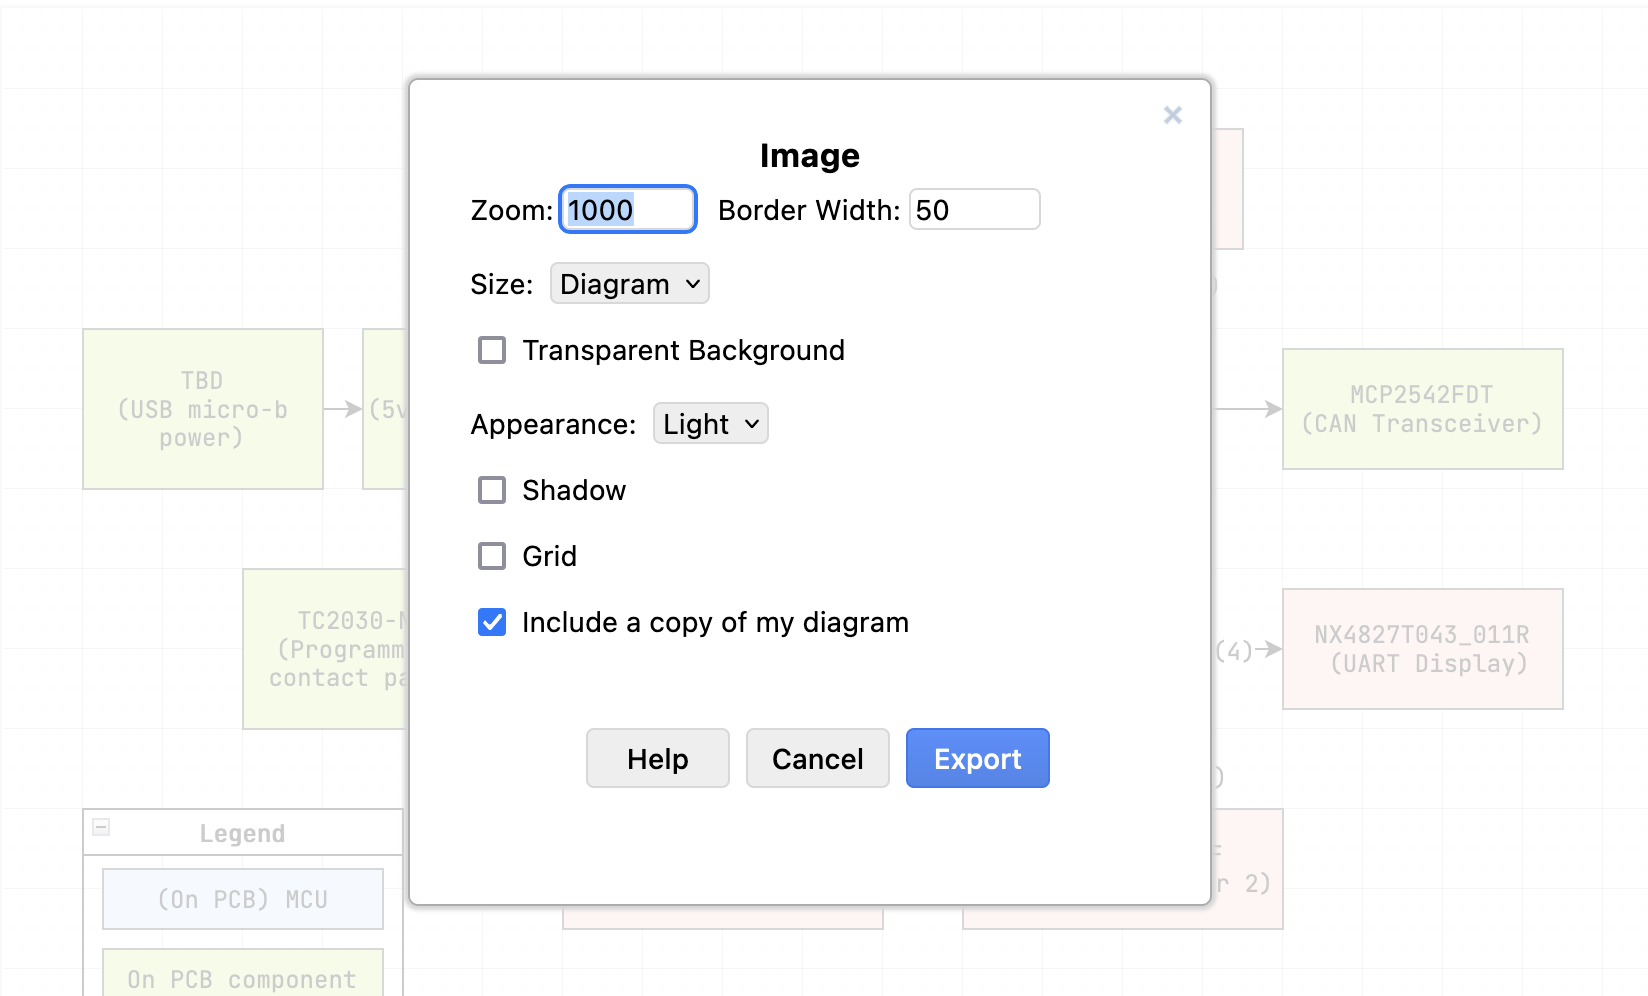 ×
Image
Zoom: 1000 Border Width: 50
Size: Diagram
Transparent Background
Appearance: Light
Shadow
Grid
Include a copy of my diagram
Help Cancel Export
TBD
(USB micro-b
power)
(5v
MCP2542FDT
(CAN Transceiver)
TC2030-
(Programm
contact pa
(4)
NX4827T043_011R
(UART Display)
Legend
(On PCB) MCU
On PCB component
r 2)